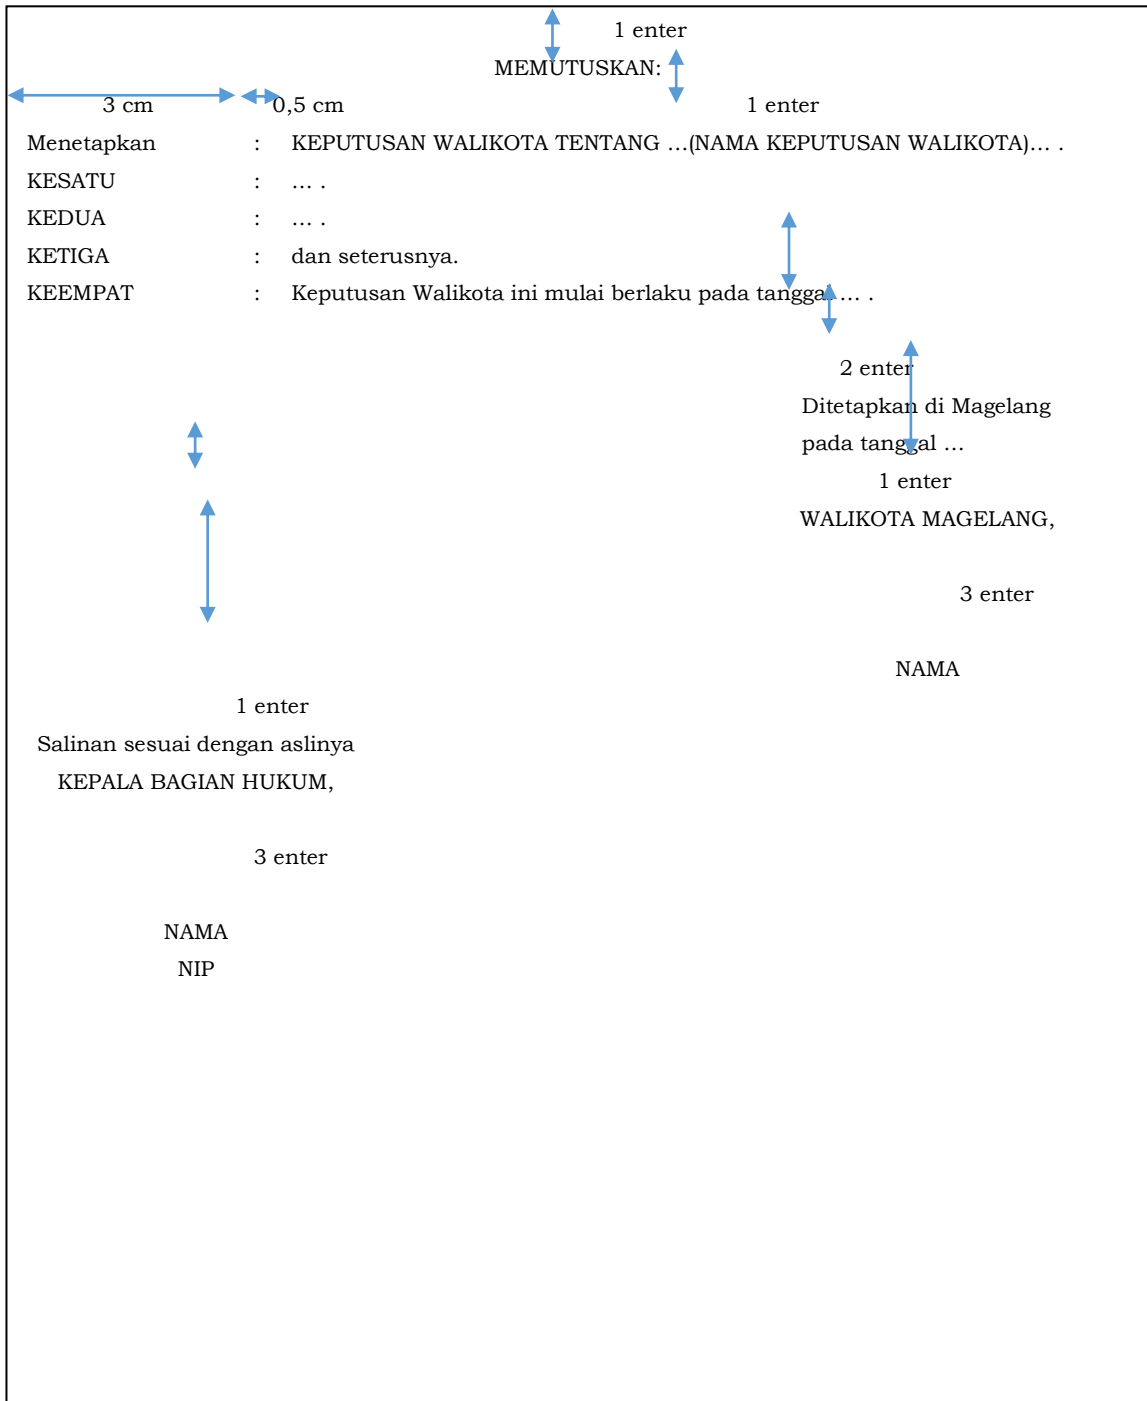 1 enter
MEMUTUSKAN:
3 cm 0,5 cm 1 enter
Menetapkan : KEPUTUSAN WALIKOTA TENTANG …(NAMA KEPUTUSAN WALIKOTA)… .
KESATU : … .
KEDUA : … .
KETIGA : dan seterusnya.
KEEMPAT : Keputusan Walikota ini mulai berlaku pada tanggal … .
2 enter
Ditetapkan di Magelang
pada tanggal …
1 enter
WALIKOTA MAGELANG,
3 enter
NAMA
1 enter
Salinan sesuai dengan aslinya
KEPALA BAGIAN HUKUM,
3 enter
NAMA
NIP